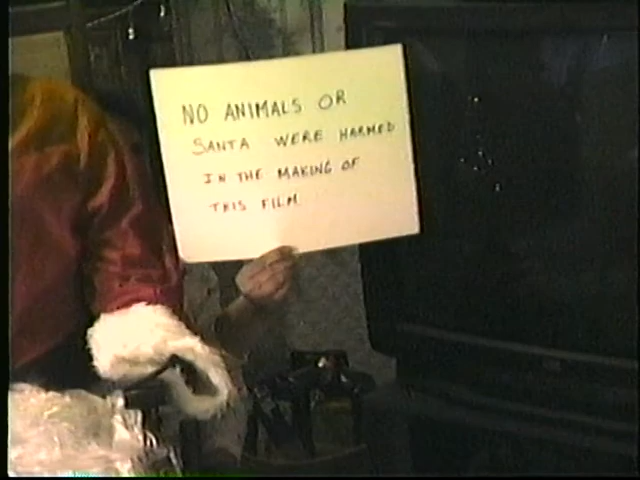 NO ANIMALS OR
SANTA WERE HARMED
IN THE MAKING OF
THIS FILM